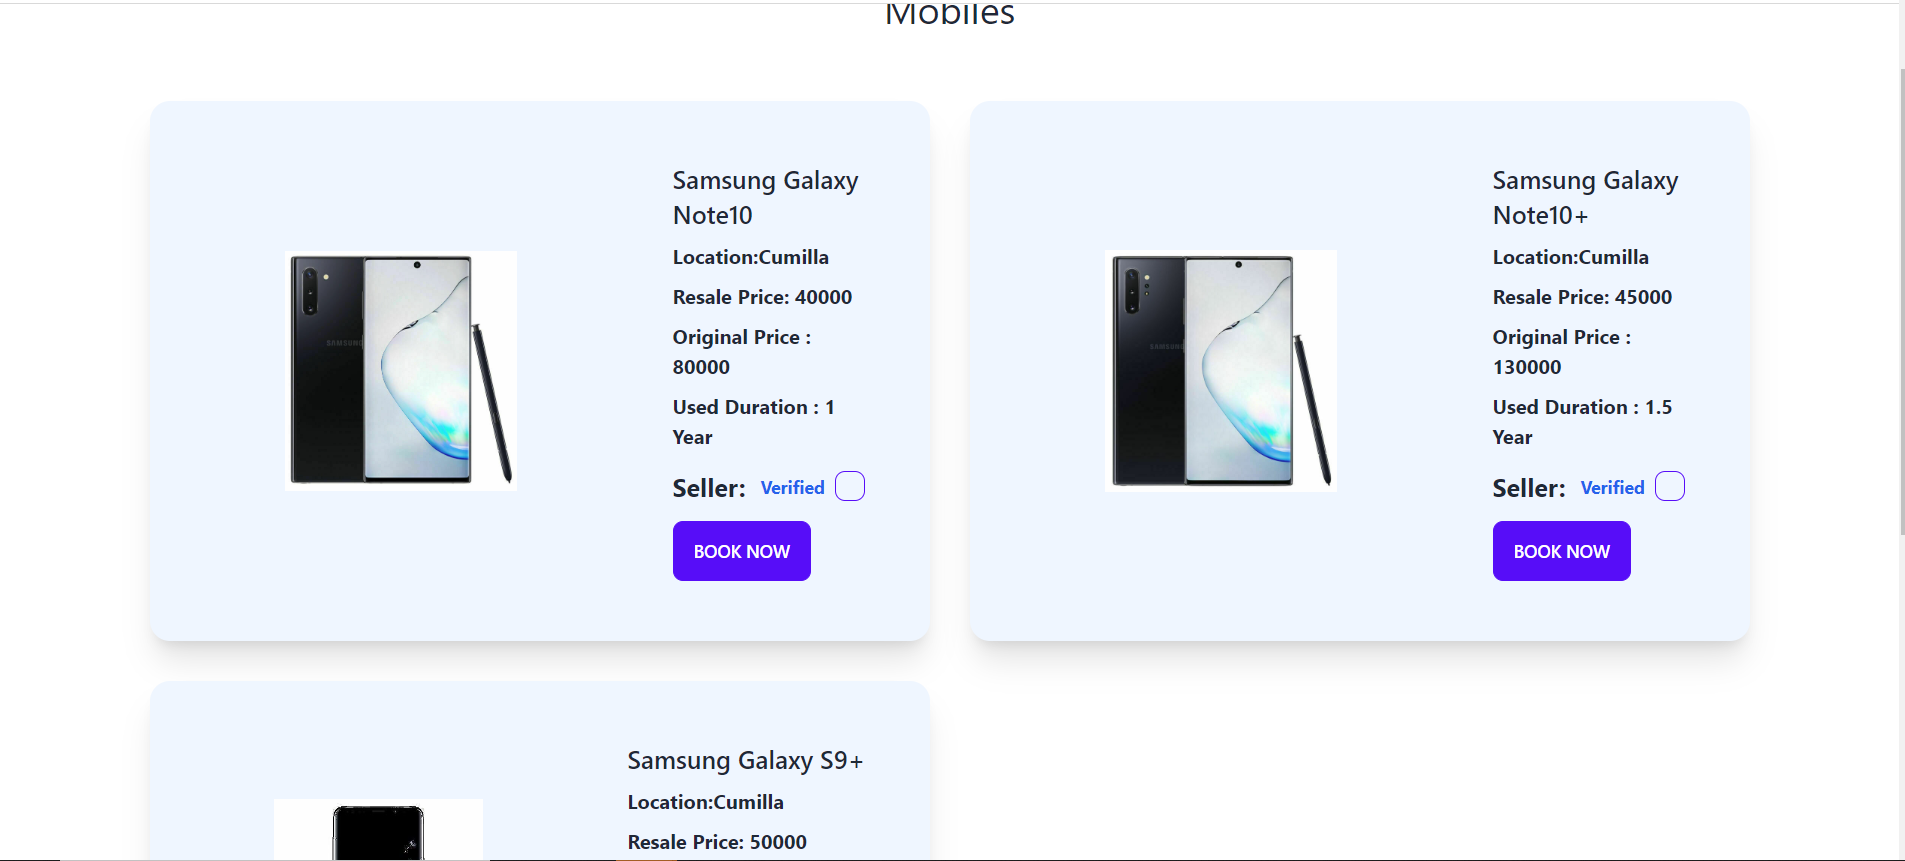 Mobiles
Samsung Galaxy
Note10
Location:Cumilla
Resale Price: 40000
Original Price :
80000
Used Duration : 1
Year
Seller: Verified
BOOK NOW
SAMSUNG
Samsung Galaxy
Note10+
Location:Cumilla
Resale Price: 45000
Original Price :
130000
Used Duration : 1.5
Year
Seller: Verified
BOOK NOW
SAMSUNG
Samsung Galaxy S9+
Location:Cumilla
Resale Price: 50000